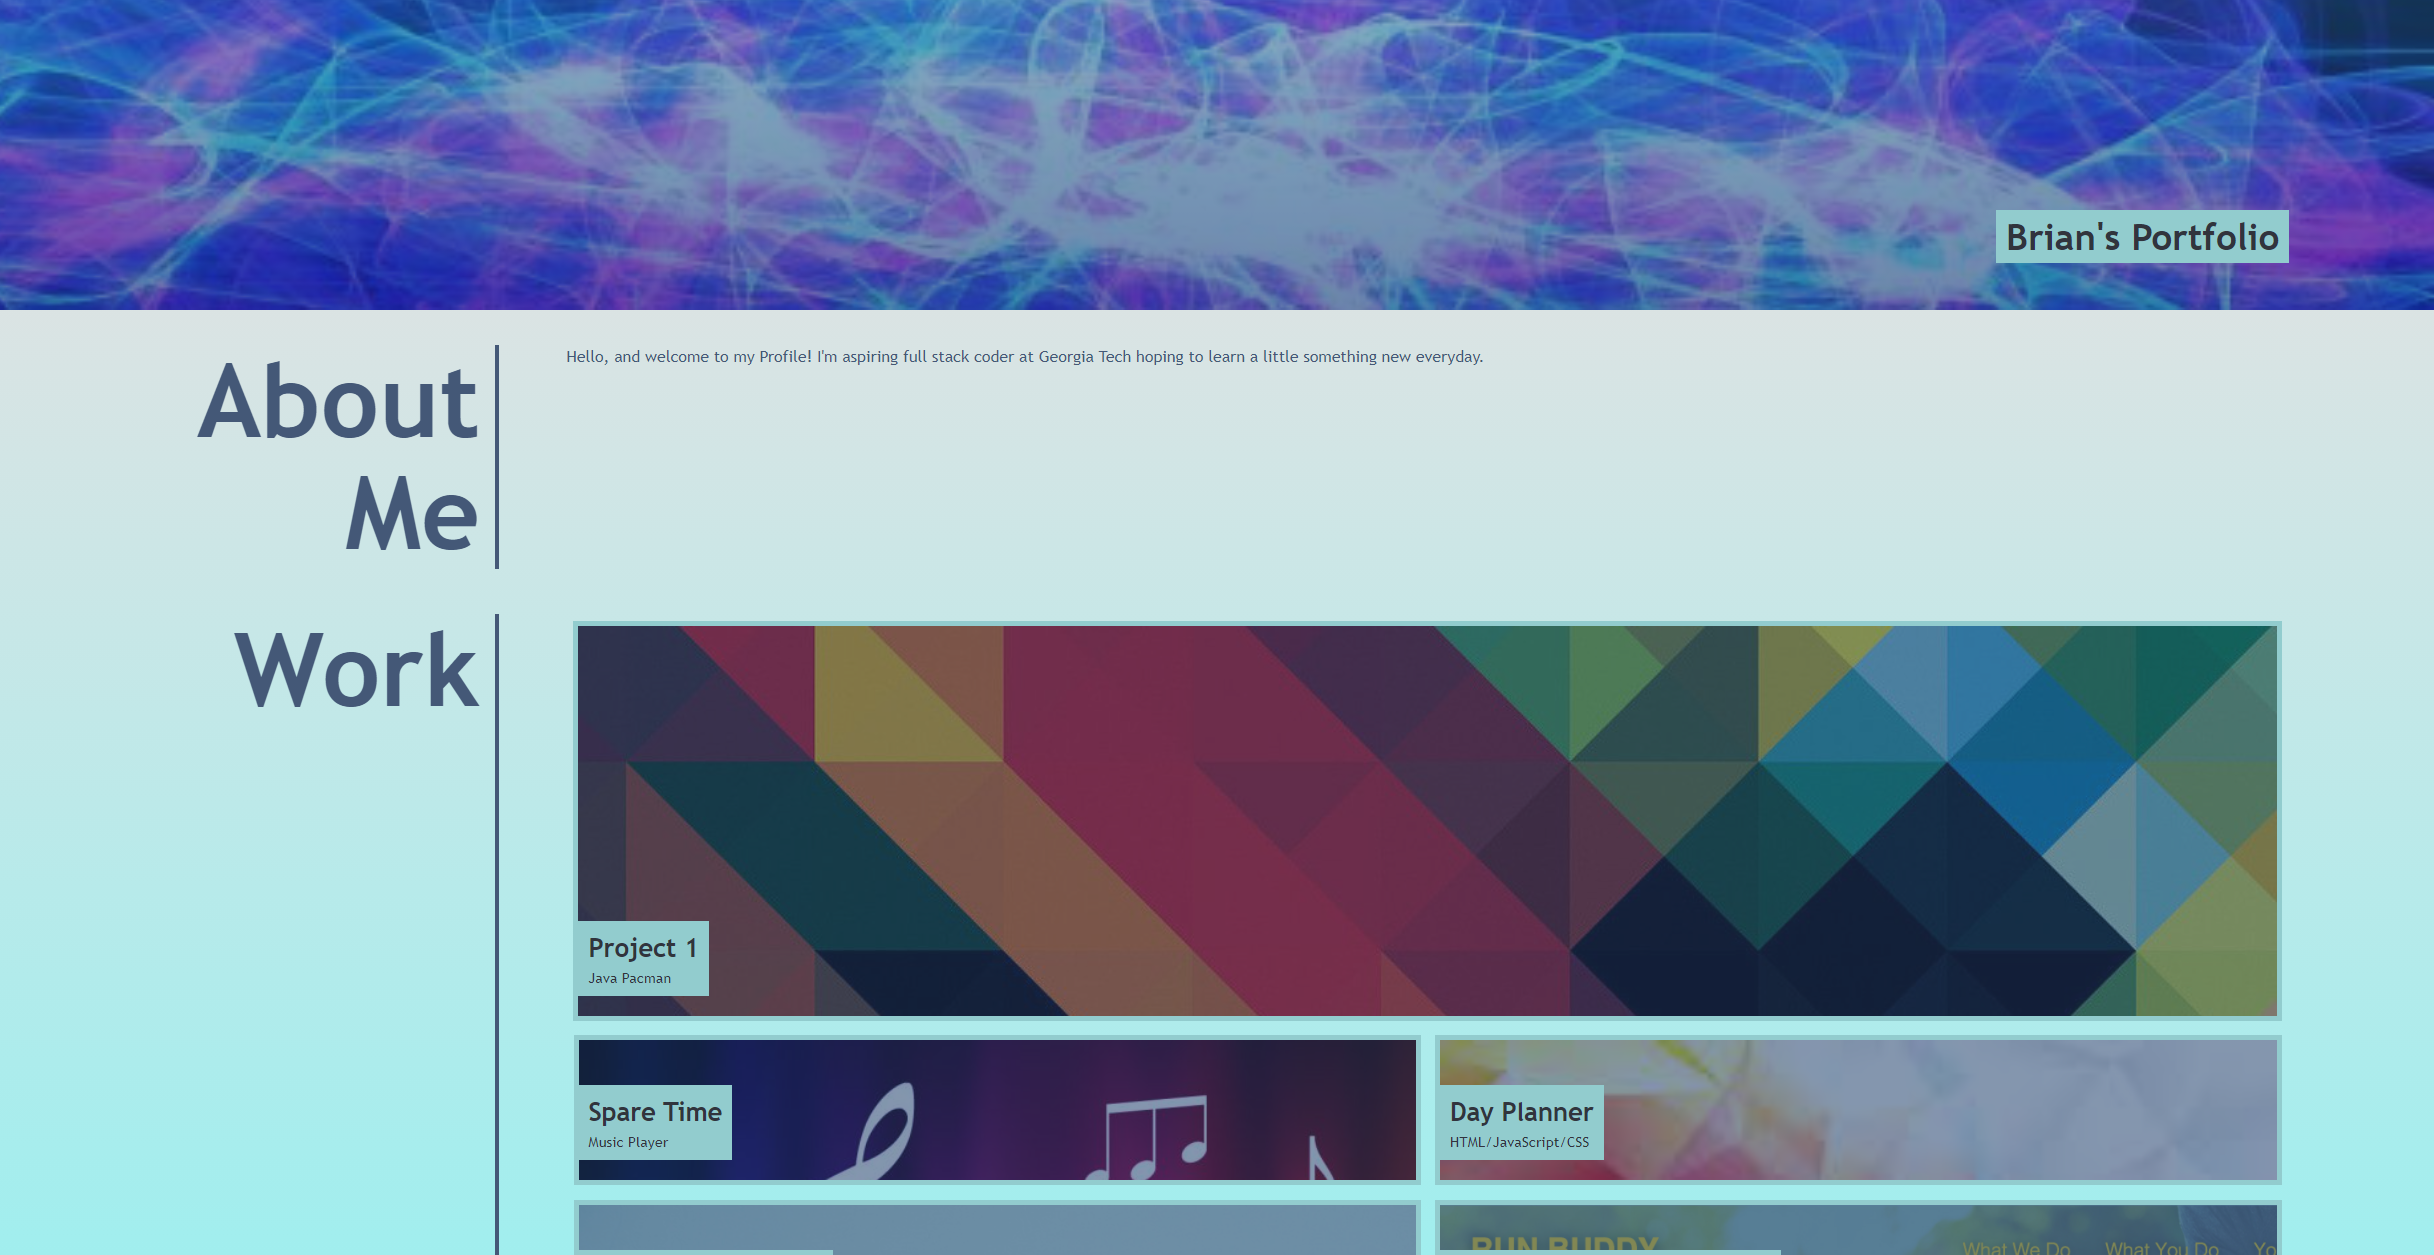 Brian's Portfolio
About
Me
Hello, and welcome to my Profile! I'm aspiring full stack coder at Georgia Tech hoping to learn a little something new everyday.
Work
Project 1
Java Pacman
Spare Time
Music Player
Day Planner
HTML/JavaScript/CSS
RUN BUDDY
What We Do What You Do